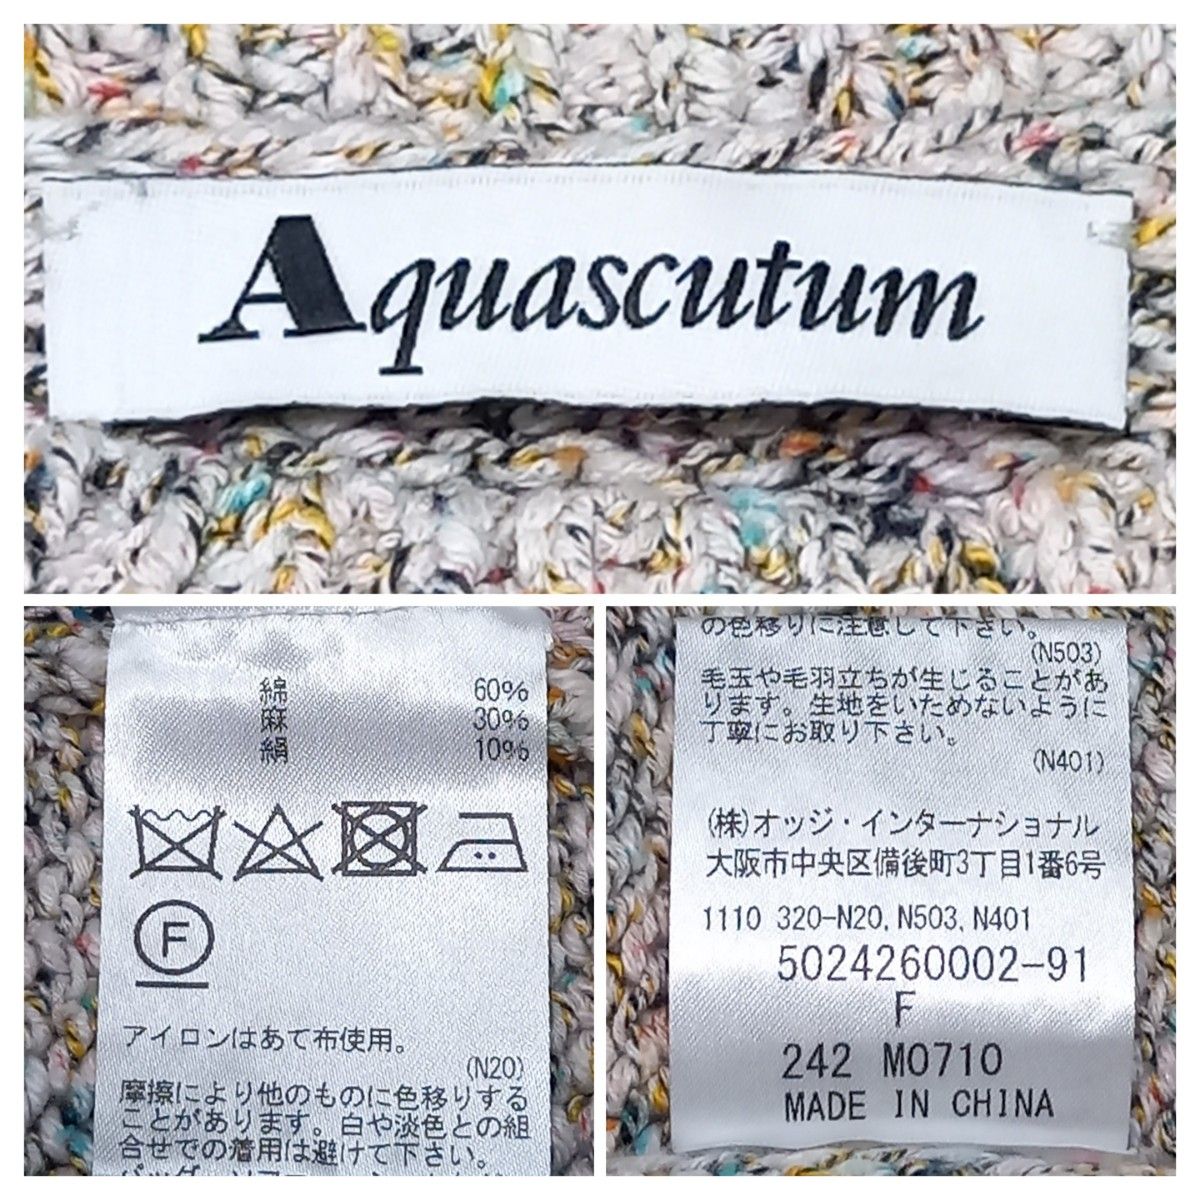 Aquascutum
綿 60%
麻 30%
絹 10%
F
アイロンはあて布使用。
(N20)
摩擦により他のものに色移りする
ことがあります。白や淡色との組
合せでの着用は避けて下さい。
の色移りに注意して下さい。
(N503)
毛玉や毛羽立ちが生じることがあ
ります。生地をいためないように
丁寧にお取り下さい。
(N401)
(株)オッジ・インターナショナル
大阪市中央区備後町3丁目1番6号
1110 320-N20, N503, N401
5024260002-91
F
242 M0710
MADE IN CHINA